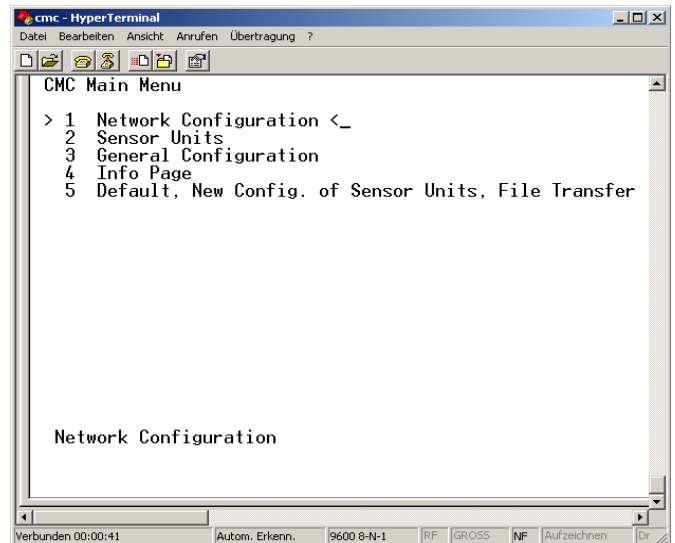 cmc - HyperTerminal
Datei Bearbeiten Ansicht Anrufen Übertragung ?
CMC Main Menu
> 1 Network Configuration <_
2 Sensor Units
3 General Configuration
4 Info Page
5 Default, New Config. of Sensor Units, File Transfer
Network Configuration
Verbunden 00:00:41 Autom. Erkenn. 9600 8-N-1 RF GROSS NF Aufzeichnen Dr